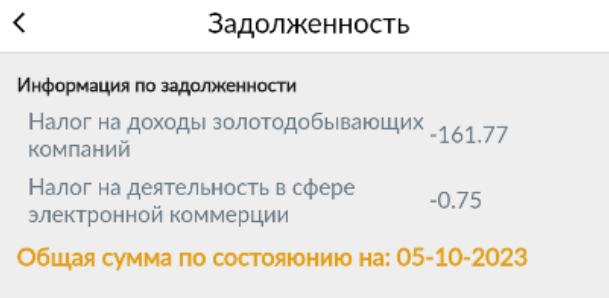 Задолженность
Информация по задолженности
Налог на доходы золотодобывающих
компаний
-161.77
Налог на деятельность в сфере
электронной коммерции
-0.75
Общая сумма по состояюнию на: 05-10-2023